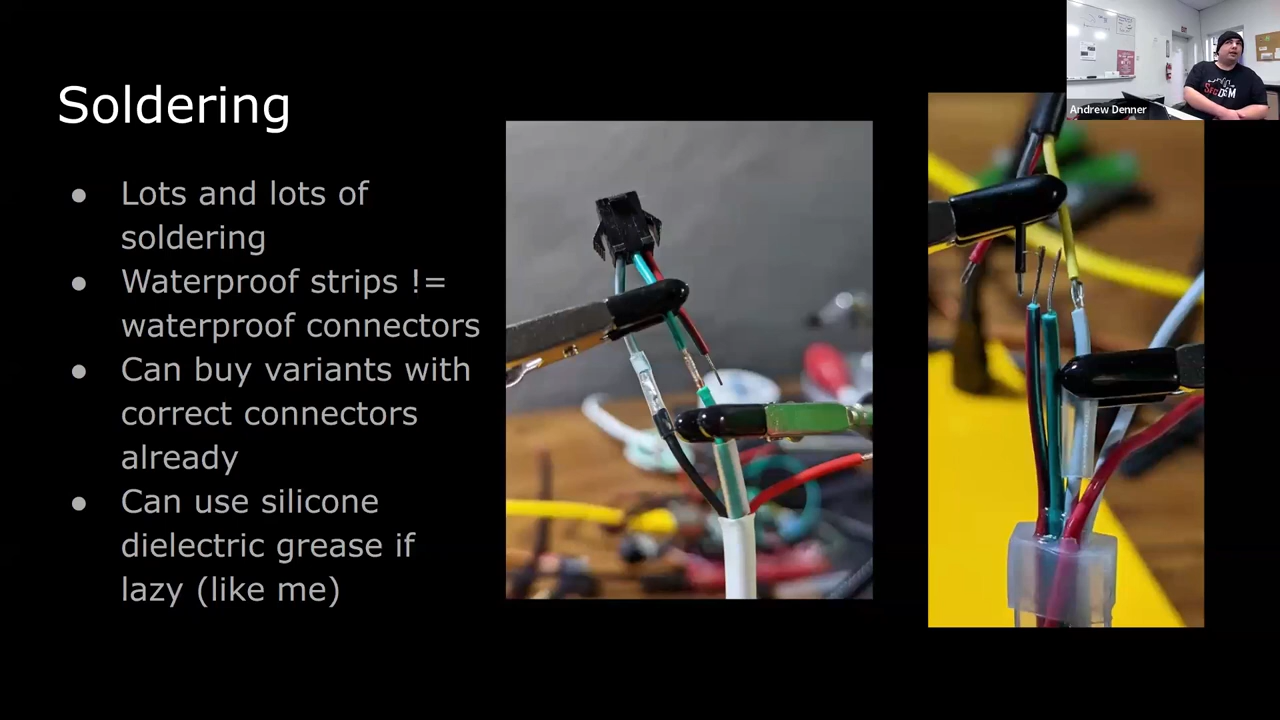 Soldering
● Lots and lots of
soldering
● Waterproof strips !=
waterproof connectors
● Can buy variants with
correct connectors
already
● Can use silicone
dielectric grease if
lazy (like me)
Andrew Denner